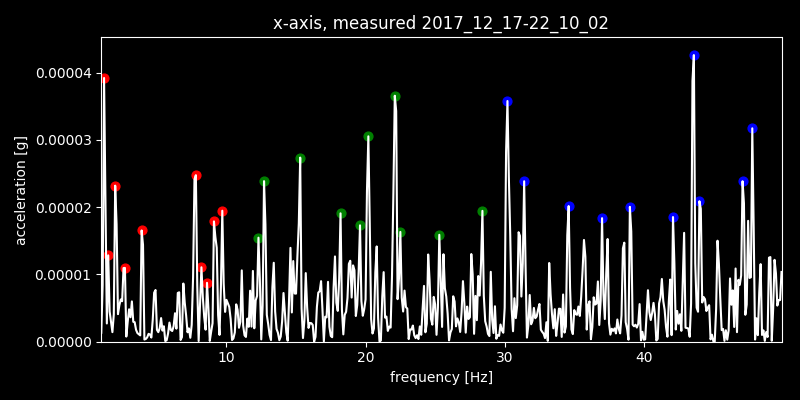 x-axis, measured 2017_12_17-22_10_02
0.00004
0.00003
0.00002
0.00001
0.00000
acceleration [g]
10 20 30 40
frequency [Hz]